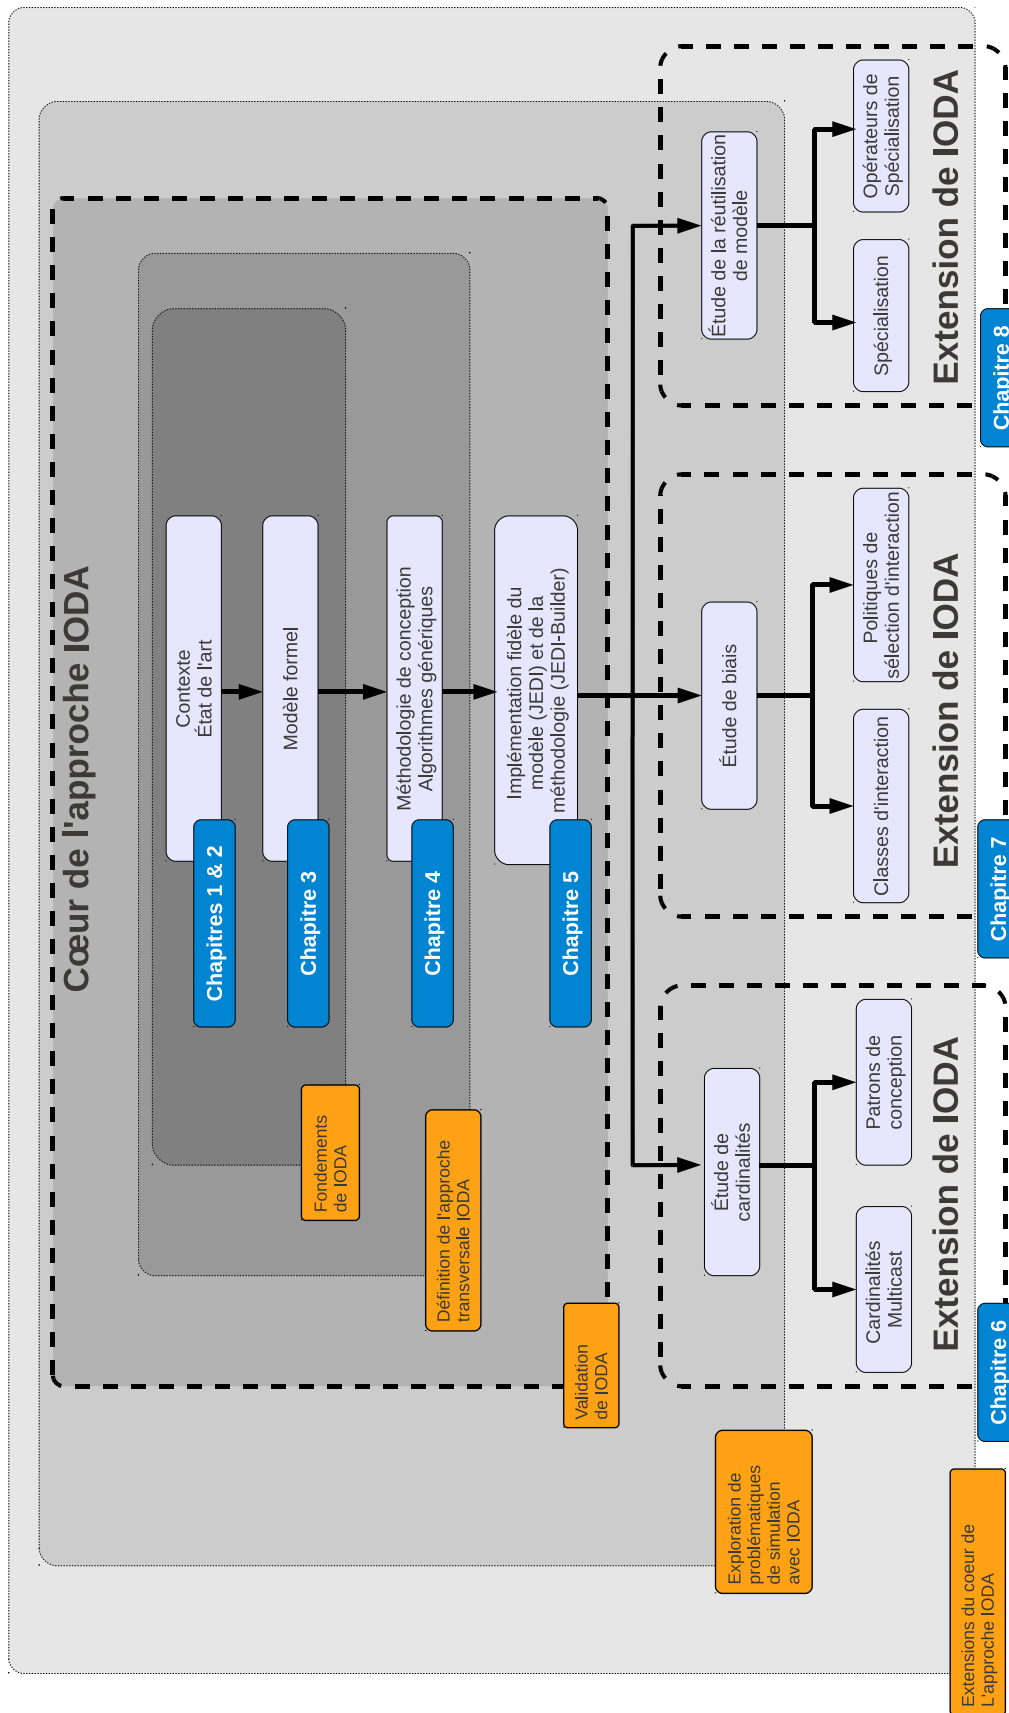 Cœur de l'approche IODA
Contexte
État de l'art
Chapitres 1 & 2
Modèle formel
Chapitre 3
Fondements
de IODA
Méthodologie de conception
Algorithmes génériques
Chapitre 4
Définition de l'approche
transversale IODA
Implémentation fidèle du
modèle (JEDI) et de la
méthodologie (JEDI-Builder)
Chapitre 5
Validation
de IODA
Étude de
cardinalités
Cardinalités
Multicast
Patrons de
conception
Extension de IODA
Chapitre 6
Étude de biais
Classes d'interaction
Politiques de
sélection d'interaction
Extension de IODA
Chapitre 7
Étude de la réutilisation
de modèle
Spécialisation
Opérateurs de
Spécialisation
Extension de IODA
Chapitre 8
Exploration de
problématiques
de simulation
avec IODA
Extensions du coeur de
L'approche IODA